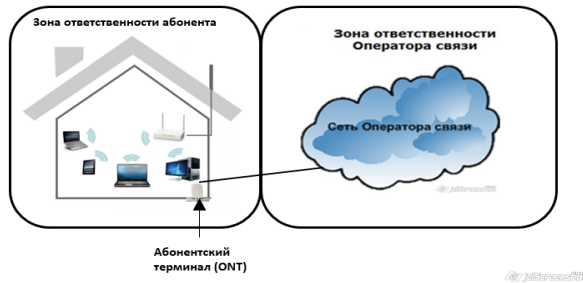 Зона ответственности абонента
Зона ответственности
Оператора связи
Сеть Оператора связи
Абонентский
терминал (ONT)